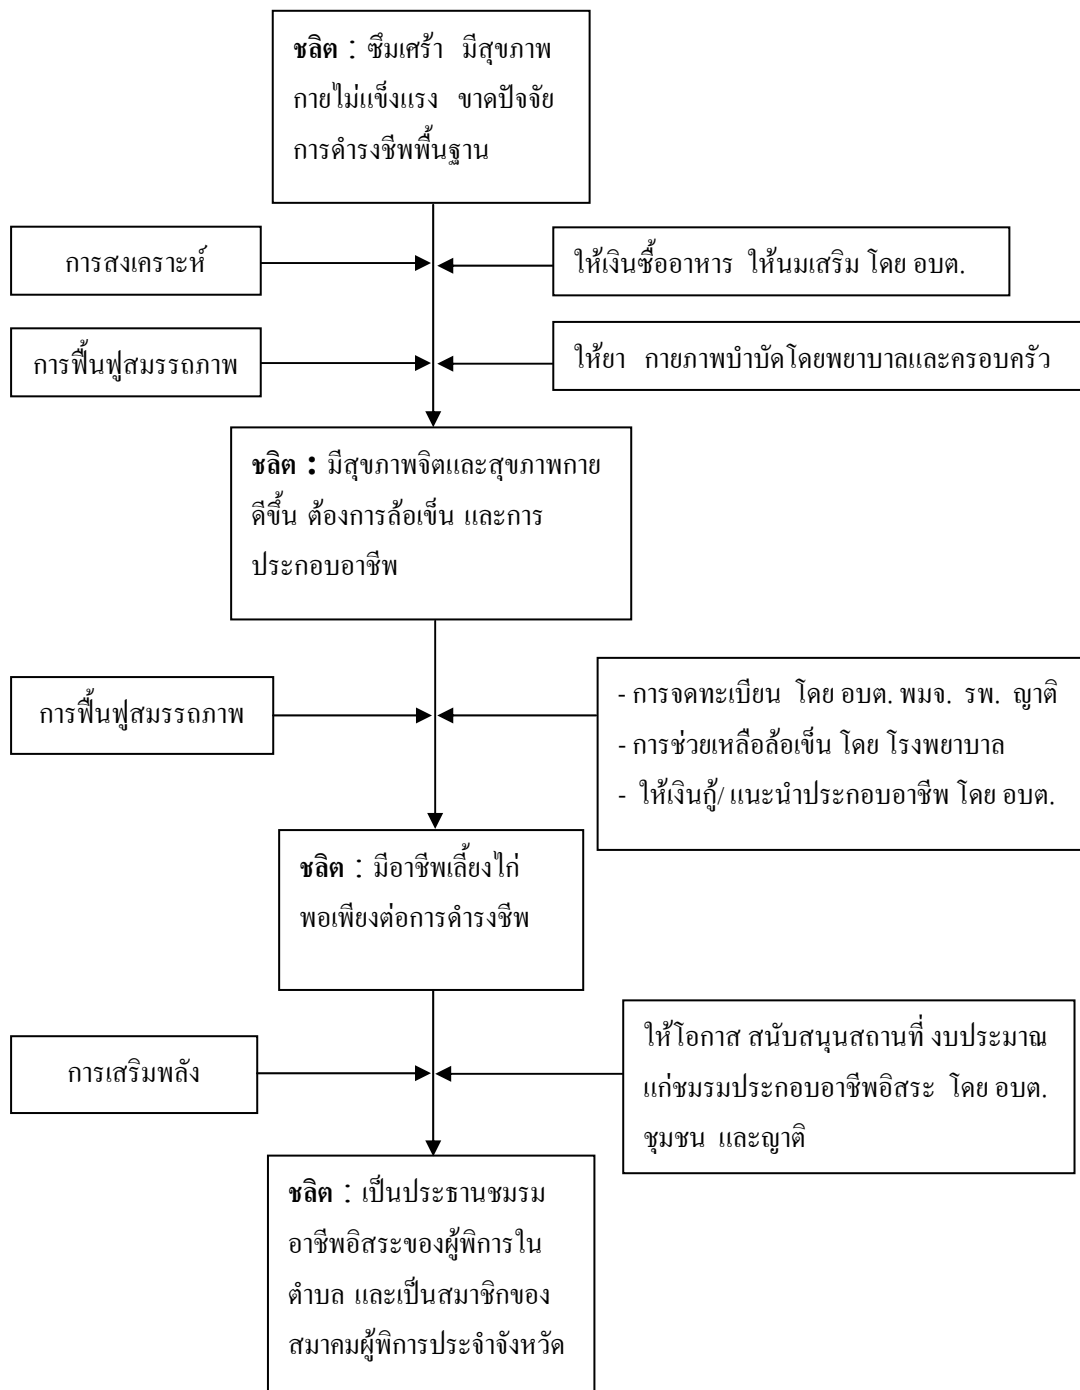 ชลิต : ซึมเศร้า มีสุขภาพ
กายไม่แข็งแรง ขาดปัจจัย
การดำรงชีพพื้นฐาน
การสงเคราะห์
ให้เงินซื้ออาหาร ให้นมเสริม โดย อบต.
การฟื้นฟูสมรรถภาพ
ให้ยา กายภาพบำบัดโดยพยาบาลและครอบครัว
ชลิต : มีสุขภาพจิตและสุขภาพกาย
ดีขึ้น ต้องการล้อเข็น และการ
ประกอบอาชีพ
การฟื้นฟูสมรรถภาพ
- การจดทะเบียน โดย อบต. พมจ. รพ. ญาติ
- การช่วยเหลือล้อเข็น โดย โรงพยาบาล
- ให้เงินกู้/ แนะนำประกอบอาชีพ โดย อบต.
ชลิต : มีอาชีพเลี้ยงไก่
พอเพียงต่อการดำรงชีพ
การเสริมพลัง
ให้โอกาส สนับสนุนสถานที่ งบประมาณ
แก่ชมรมประกอบอาชีพอิสระ โดย อบต.
ชุมชน และญาติ
ชลิต : เป็นประธานชมรม
อาชีพอิสระของผู้พิการใน
ตำบล และเป็นสมาชิกของ
สมาคมผู้พิการประจำจังหวัด